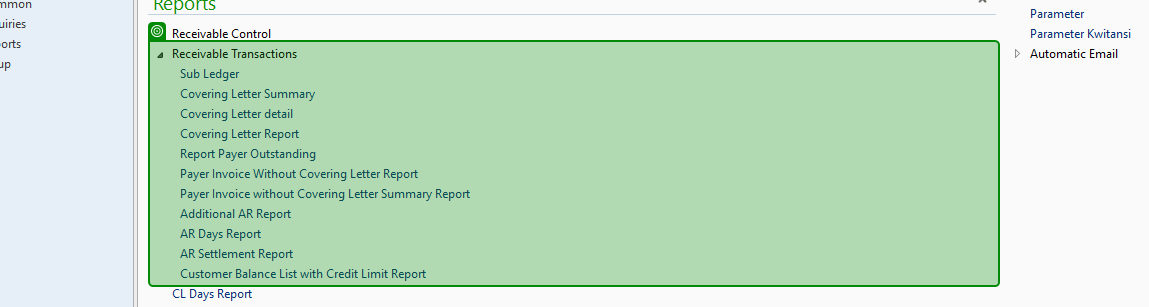 Reports
Receivable Control
Receivable Transactions
Sub Ledger
Covering Letter Summary
Covering Letter detail
Covering Letter Report
Report Payer Outstanding
Payer Invoice Without Covering Letter Report
Payer Invoice without Covering Letter Summary Report
Additional AR Report
AR Days Report
AR Settlement Report
Customer Balance List with Credit Limit Report
CL Days Report
Parameter
Parameter Kwitansi
Automatic Email
mmon
uiries
orts
up